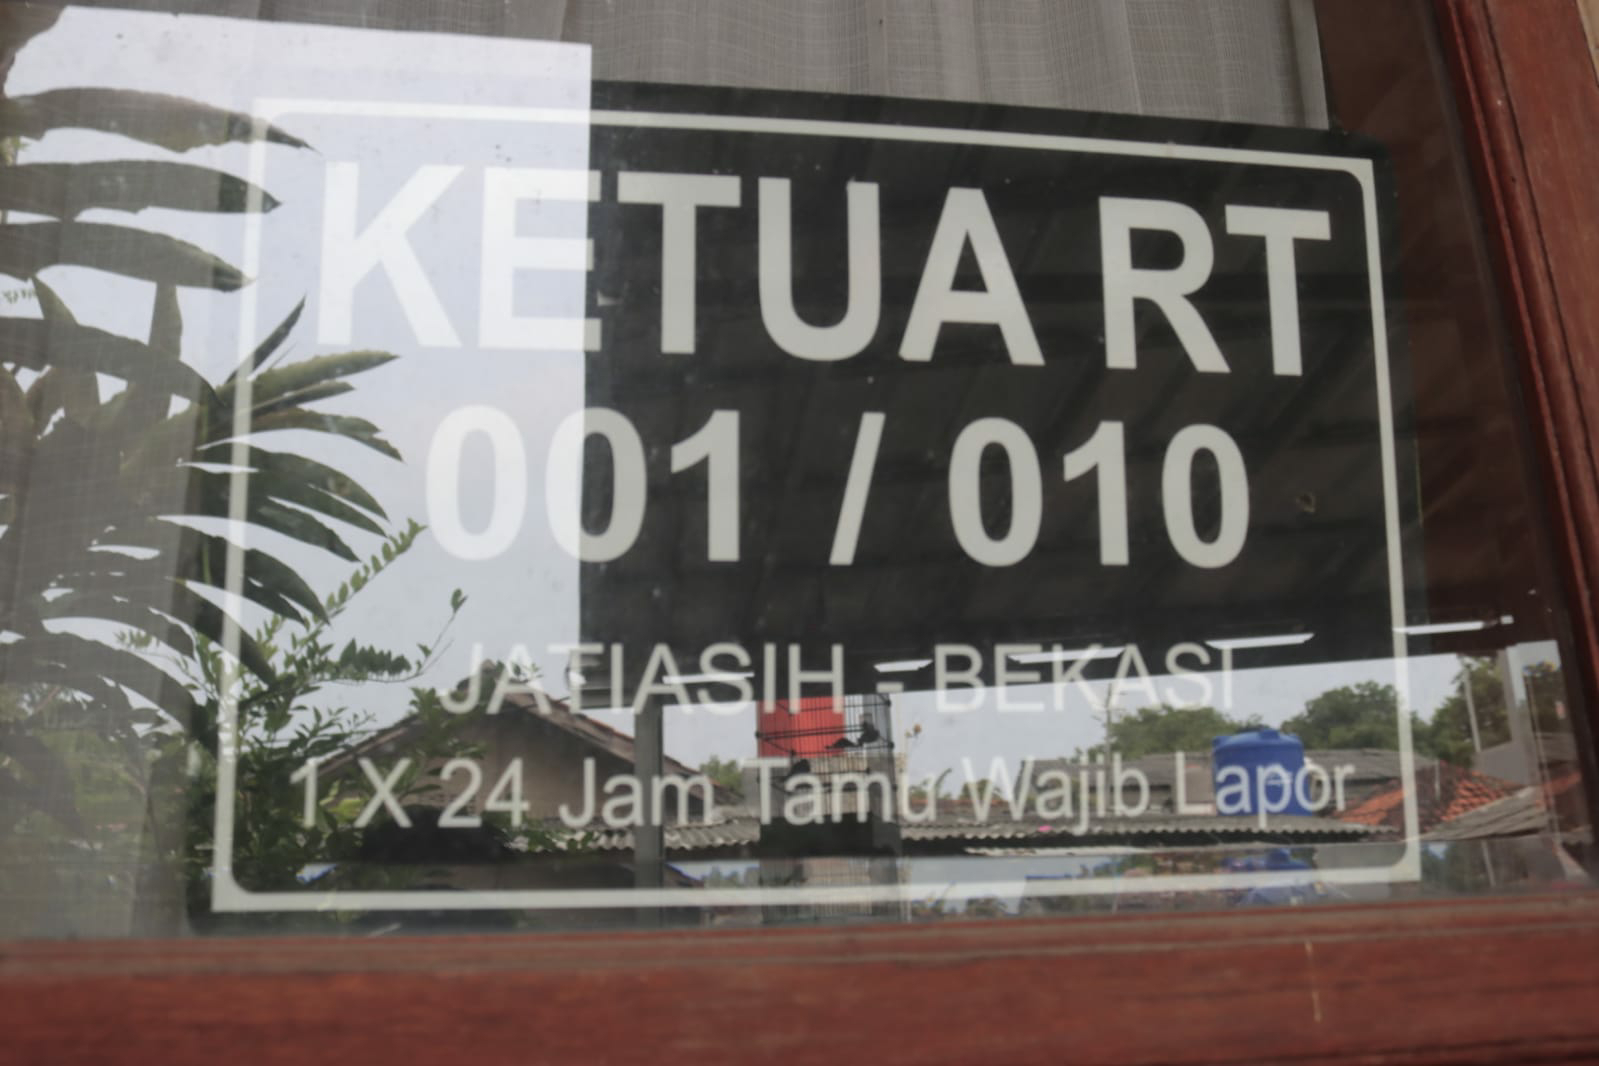 KETUA RT
001 / 010
JATIASIH - BEKASI
1 X 24 Jam Tamu Wajib Lapor